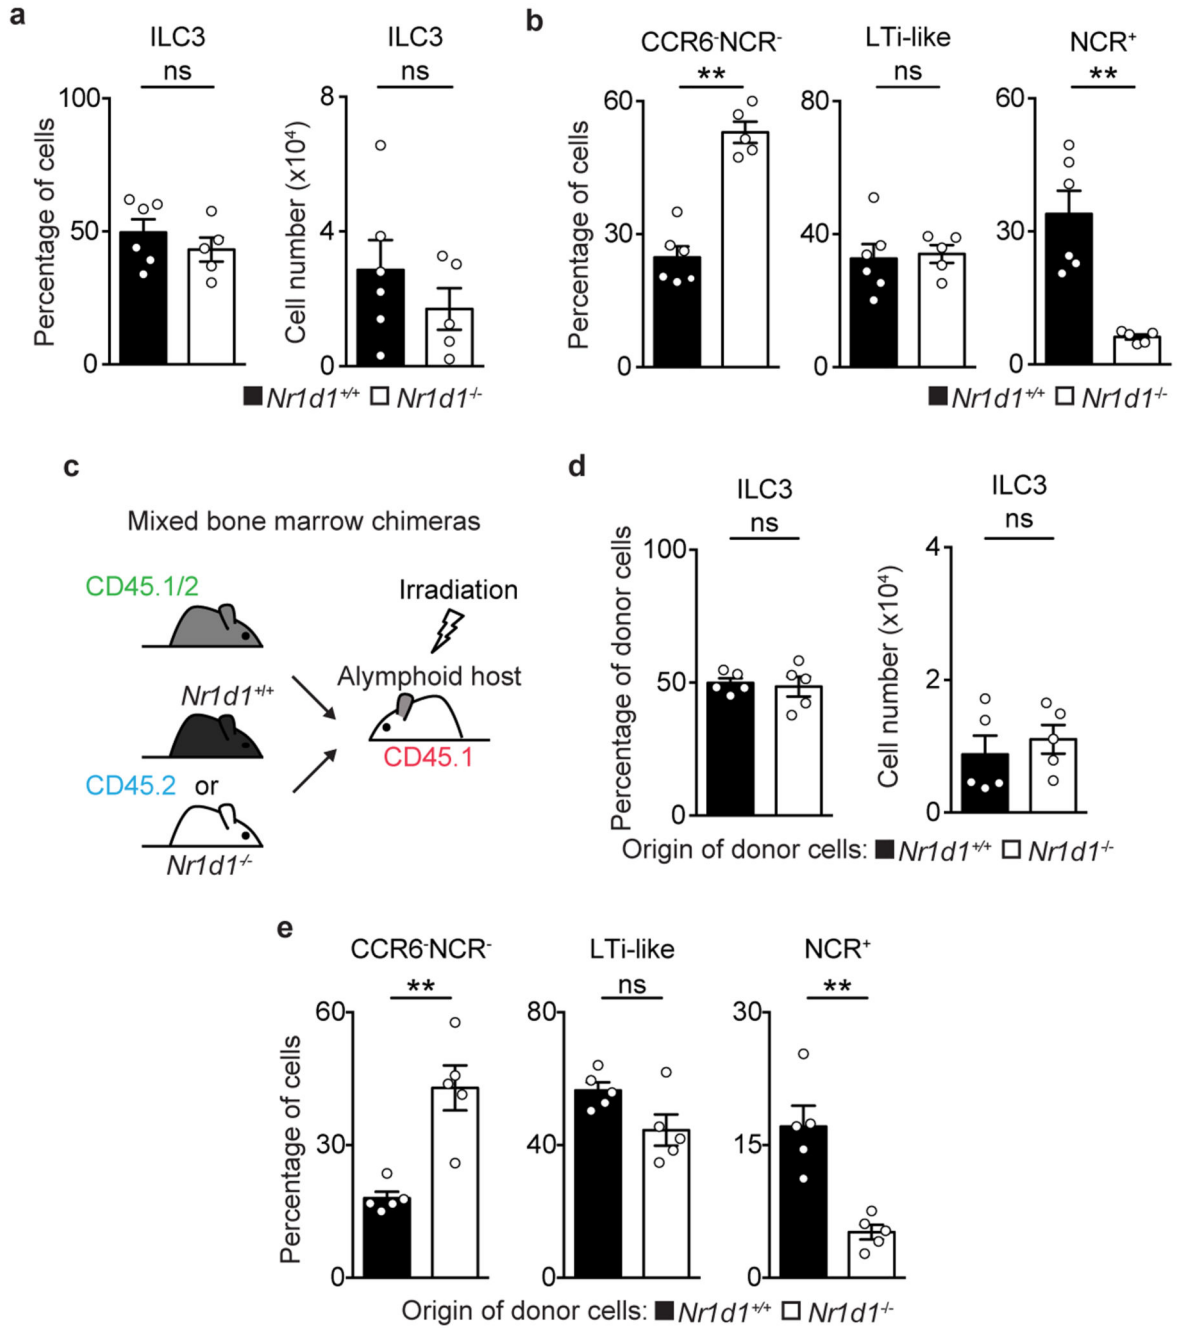 a
ILC3
ns
Percentage of cells
100
50
0
ILC3
ns
Cell number (x10⁴)
8
4
0
Nr1d1+/+ Nr1d1-/-
b
CCR6-NCR-
**
Percentage of cells
60
30
0
LTi-like
ns
80
40
0
NCR+
**
60
30
0
Nr1d1+/+ Nr1d1-/-
c
Mixed bone marrow chimeras
CD45.1/2
Irradiation
Alymphoid host
Nr1d1+/+
CD45.1
CD45.2 or
Nr1d1-/-
d
ILC3
ns
Percentage of donor cells
100
50
0
ILC3
ns
Cell number (x10⁴)
4
2
0
Origin of donor cells: Nr1d1+/+ Nr1d1-/-
e
CCR6-NCR-
**
Percentage of cells
60
30
0
LTi-like
ns
80
40
0
NCR+
**
30
15
0
Origin of donor cells: Nr1d1+/+ Nr1d1-/-